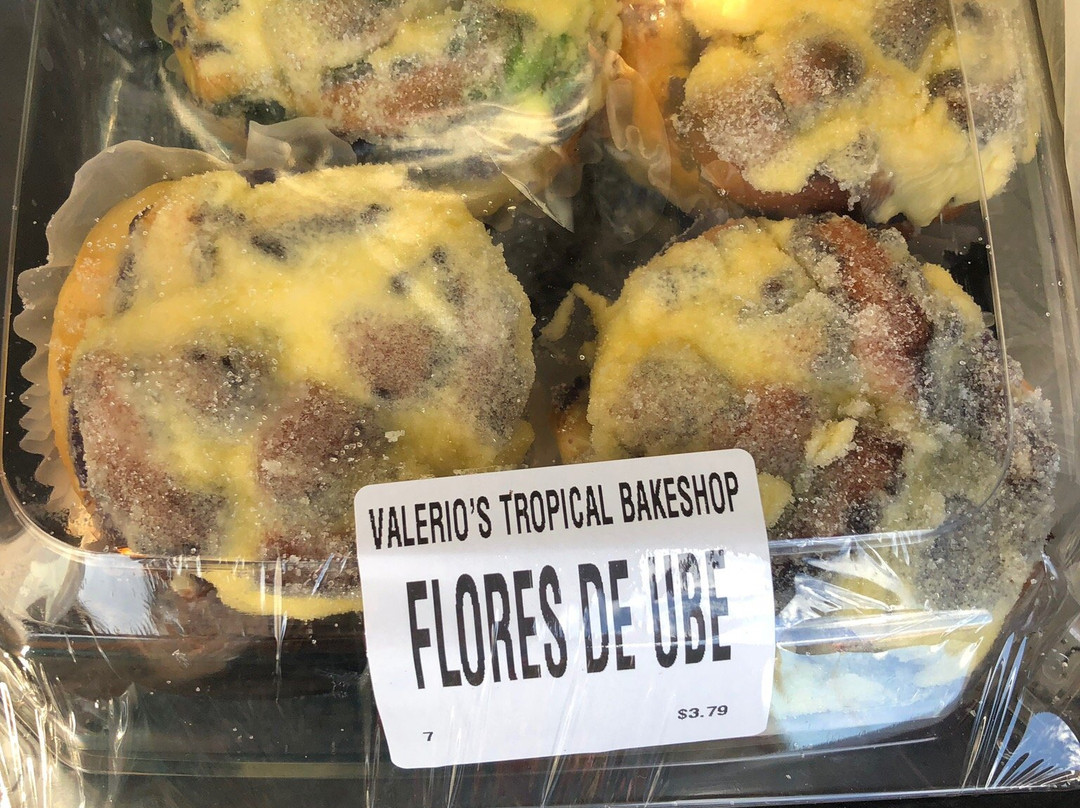 VALERIO'S TROPICAL BAKESHOP
FLORES DE UBE
$3.79
7